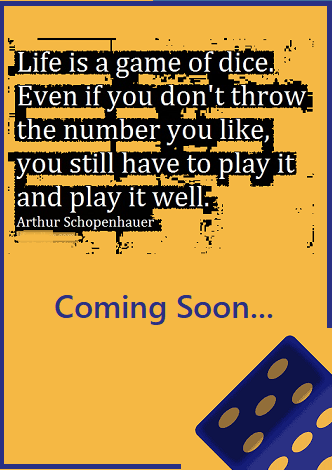 Life is a game of dice.
Even if you don't throw
the number you like,
you still have to play it
and play it well.
Arthur Schopenhauer
Coming Soon...